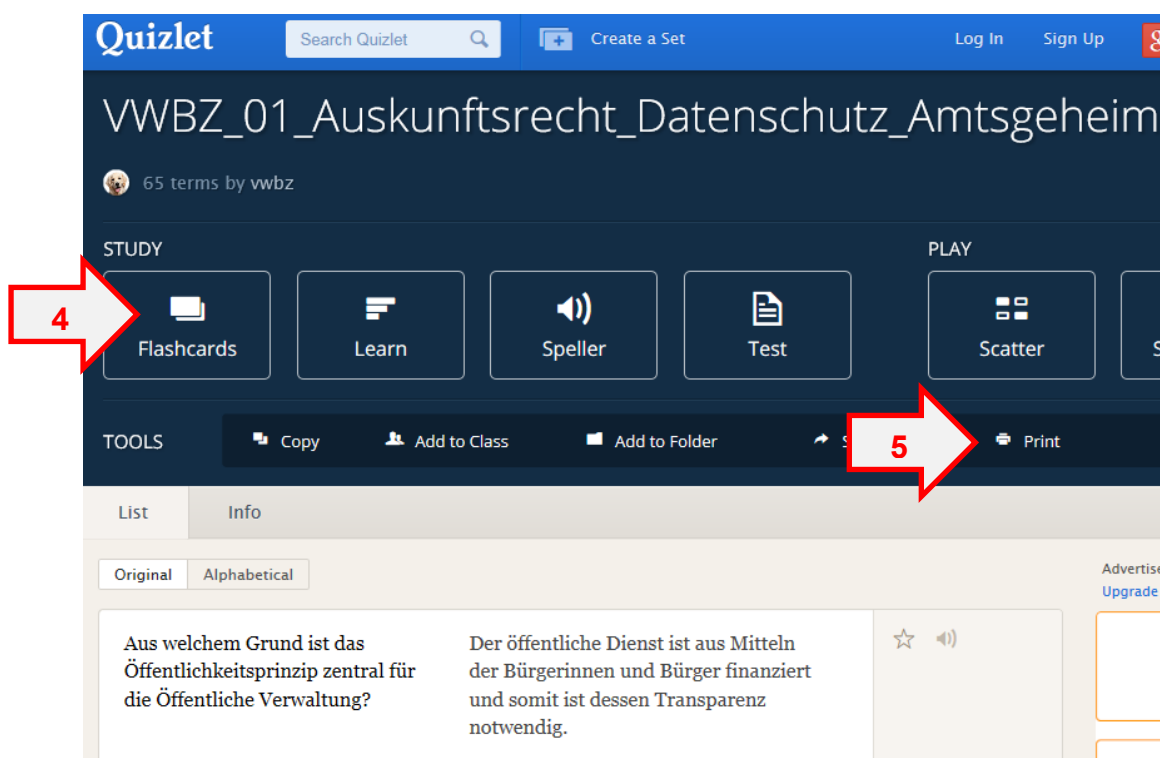 Quizlet
Search Quizlet
Create a Set
Log In
Sign Up
VWBZ_01_Auskunftsrecht_Datenschutz_Amtsgeheim
65 terms by vwbz
STUDY
PLAY
4
Flashcards
Learn
Speller
Test
Scatter
TOOLS
Copy
Add to Class
Add to Folder
5
Print
List
Info
Original
Alphabetical
Aus welchem Grund ist das
Öffentlichkeitsprinzip zentral für
die Öffentliche Verwaltung?
Der öffentliche Dienst ist aus Mitteln
der Bürgerinnen und Bürger finanziert
und somit ist dessen Transparenz
notwendig.
Advertise
Upgrade